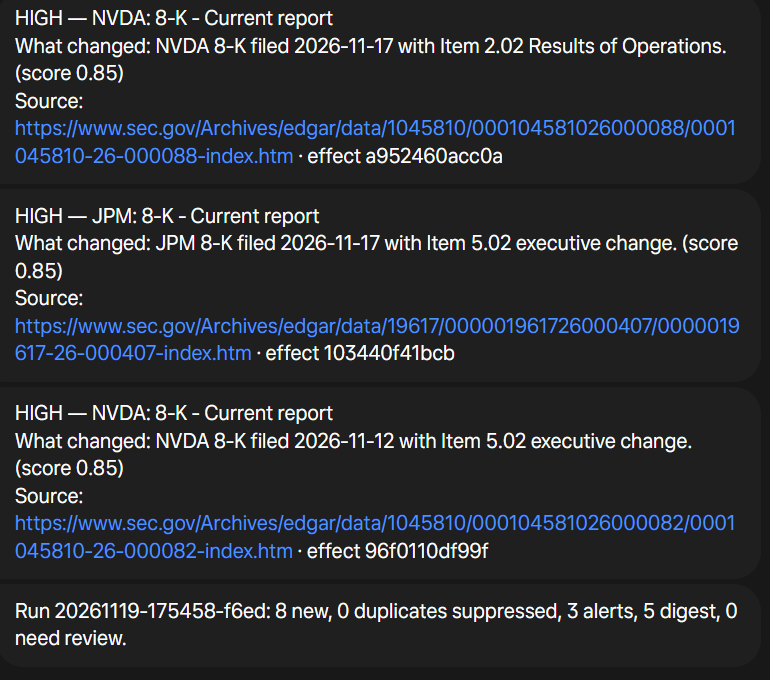 HIGH — NVDA: 8-K - Current report
What changed: NVDA 8-K filed 2026-11-17 with Item 2.02 Results of Operations.
(score 0.85)
Source:
https://www.sec.gov/Archives/edgar/data/1045810/000104581026000088/0001
045810-26-000088-index.htm · effect a952460acc0a
HIGH — JPM: 8-K - Current report
What changed: JPM 8-K filed 2026-11-17 with Item 5.02 executive change. (score
0.85)
Source:
https://www.sec.gov/Archives/edgar/data/19617/000001961726000407/0000019
617-26-000407-index.htm · effect 103440f41bcb
HIGH — NVDA: 8-K - Current report
What changed: NVDA 8-K filed 2026-11-12 with Item 5.02 executive change.
(score 0.85)
Source:
https://www.sec.gov/Archives/edgar/data/1045810/000104581026000082/0001
045810-26-000082-index.htm · effect 96f0110df99f
Run 20261119-175458-f6ed: 8 new, 0 duplicates suppressed, 3 alerts, 5 digest, 0
need review.